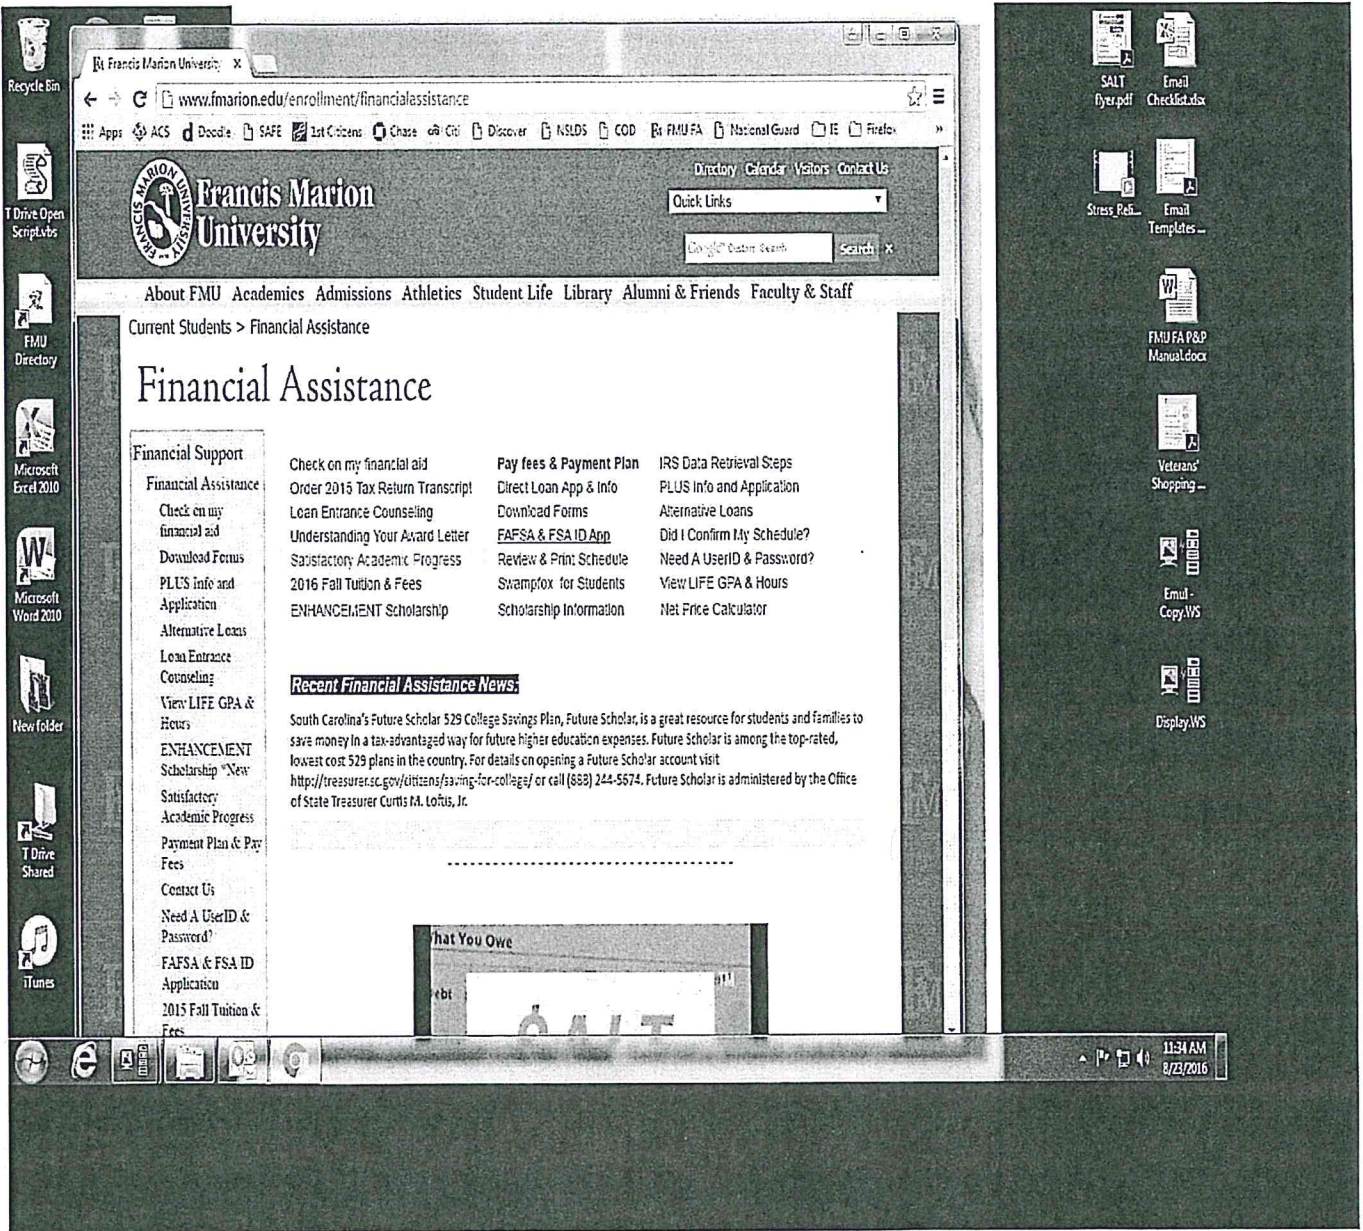 Recycle Bin
T Drive Open
Script.vbs
FMU
Directory
Microsoft
Excel 2010
Microsoft
Word 2010
New folder
T Drive
Shared
iTunes
Francis Marion University x
www.fmarion.edu/enrollment/financialassistance
Apps ACS Doodle SAFE 1st Citizens Chase Citi Discover NSLDS COD FMU FA National Guard IE Firefox »
FRANCIS MARION UNIVERSITY
Francis Marion
University
Directory Calendar Visitors Contact Us
Quick Links
Google Custom Search Search x
About FMU Academics Admissions Athletics Student Life Library Alumni & Friends Faculty & Staff
Current Students > Financial Assistance
Financial Assistance
Financial Support
Financial Assistance
Check on my
financial aid
Download Forms
PLUS info and
Application
Alternative Loans
Loan Entrance
Counseling
View LIFE GPA &
Hours
ENHANCEMENT
Scholarship *New
Satisfactory
Academic Progress
Payment Plan & Pay
Fees
Contact Us
Need A UserID &
Password?
FAFSA & FSA ID
Application
2015 Fall Tuition &
Fees
Check on my financial aid Pay fees & Payment Plan IRS Data Retrieval Steps
Order 2015 Tax Return Transcript Direct Loan App & Info PLUS Info and Application
Loan Entrance Counseling Download Forms Alternative Loans
Understanding Your Award Letter FAFSA & FSA ID App Did I Confirm My Schedule?
Satisfactory Academic Progress Review & Print Schedule Need A UserID & Password?
2016 Fall Tuition & Fees Swampfox for Students View LIFE GPA & Hours
ENHANCEMENT Scholarship Scholarship Information Net Price Calculator
Recent Financial Assistance News:
South Carolina's Future Scholar 529 College Savings Plan, Future Scholar, is a great resource for students and families to
save money in a tax-advantaged way for future higher education expenses. Future Scholar is among the top-rated,
lowest cost 529 plans in the country. For details on opening a Future Scholar account visit
http://treasurer.sc.gov/citizens/saving-for-college/ or call (888) 244-5674. Future Scholar is administered by the Office
of State Treasurer Curtis M. Loftis, Jr.
hat You Owe
ebt
SALT
SALT
flyer.pdf
Email
Checklist.xlsx
Stress_Reli...
Email
Templates ...
FMU FA P&P
Manual.docx
Veterans'
Shopping ...
Emul -
Copy.WS
Display.WS
11:34 AM
8/23/2016